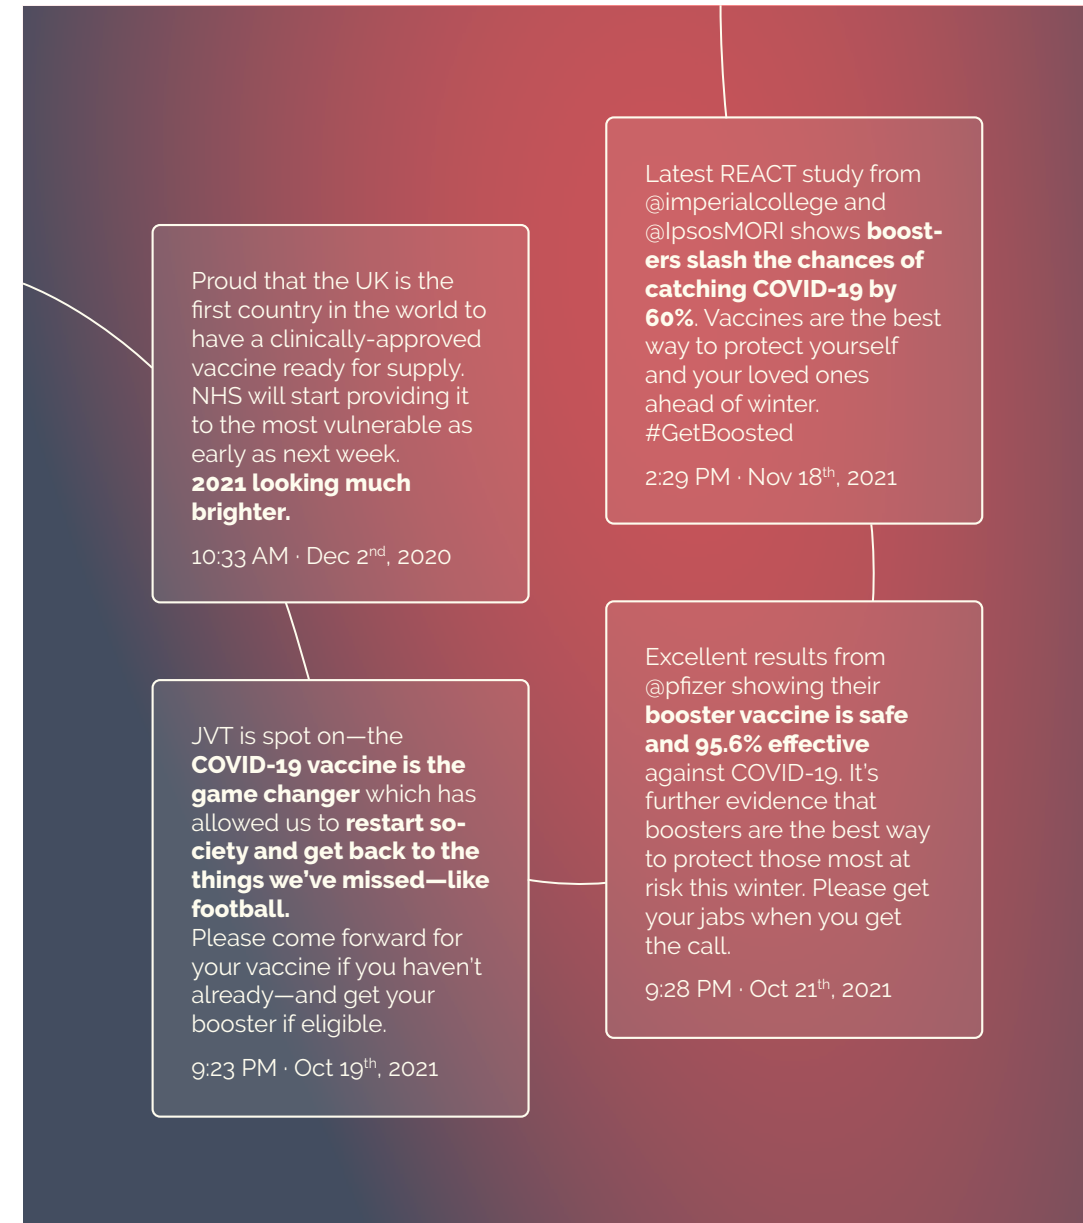 Proud that the UK is the
first country in the world to
have a clinically-approved
vaccine ready for supply.
NHS will start providing it
to the most vulnerable as
early as next week.
2021 looking much
brighter.
10:33 AM · Dec 2nd, 2020
JVT is spot on—the
COVID-19 vaccine is the
game changer which has
allowed us to restart so-
ciety and get back to the
things we’ve missed—like
football.
Please come forward for
your vaccine if you haven’t
already—and get your
booster if eligible.
9:23 PM · Oct 19th, 2021
Excellent results from
@pfizer showing their
booster vaccine is safe
and 95.6% effective
against COVID-19. It’s
further evidence that
boosters are the best way
to protect those most at
risk this winter. Please get
your jabs when you get
the call.
9:28 PM · Oct 21th, 2021
Latest REACT study from
@imperialcollege and
@IpsosMORI shows boost-
ers slash the chances of
catching COVID-19 by
60%. Vaccines are the best
way to protect yourself
and your loved ones
ahead of winter.
#GetBoosted
2:29 PM · Nov 18th, 2021